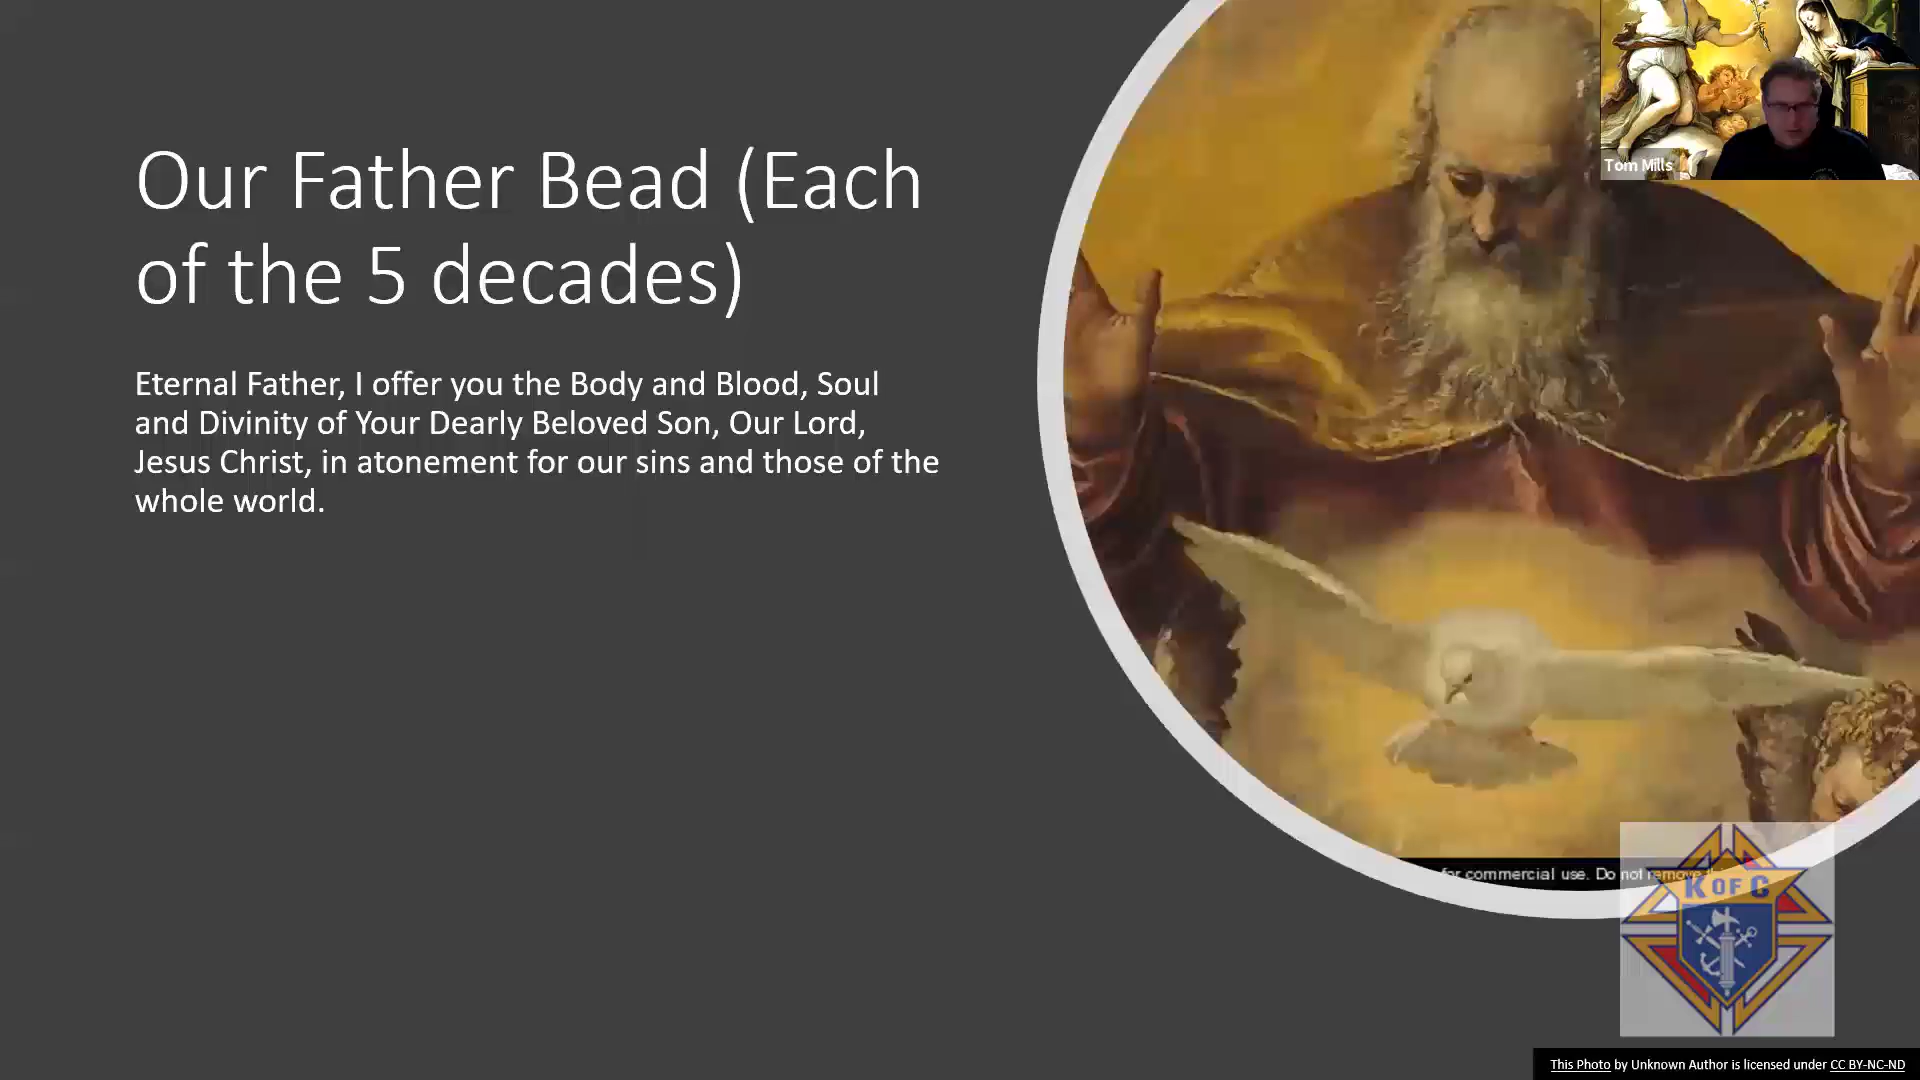 Our Father Bead (Each
of the 5 decades)
Eternal Father, I offer you the Body and Blood, Soul
and Divinity of Your Dearly Beloved Son, Our Lord,
Jesus Christ, in atonement for our sins and those of the
whole world.
Tom Mills
for commercial use. Do not remove
K OF C
This Photo by Unknown Author is licensed under CC BY-NC-ND